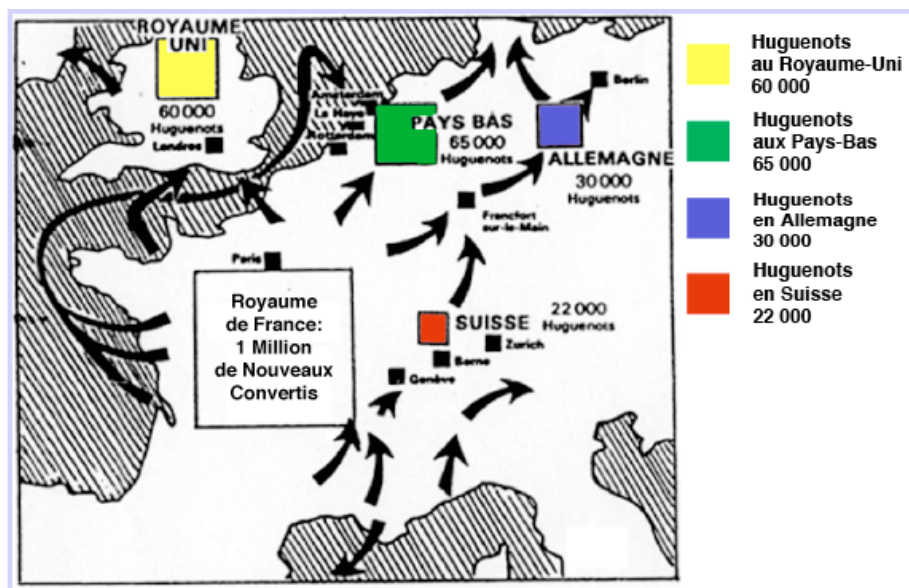 ROYAUME
UNI
60 000
Huguenots
Londres
Amsterdam
La Haye
Rotterdam
PAYS BAS
65 000
Huguenots
Berlin
ALLEMAGNE
30 000
Huguenots
Francfort
sur-le-Main
Paris
Royaume
de France:
1 Million
de Nouveaux
Convertis
SUISSE
22 000
Huguenots
Zurich
Berne
Genève
Huguenots
au Royaume-Uni
60 000
Huguenots
aux Pays-Bas
65 000
Huguenots
en Allemagne
30 000
Huguenots
en Suisse
22 000